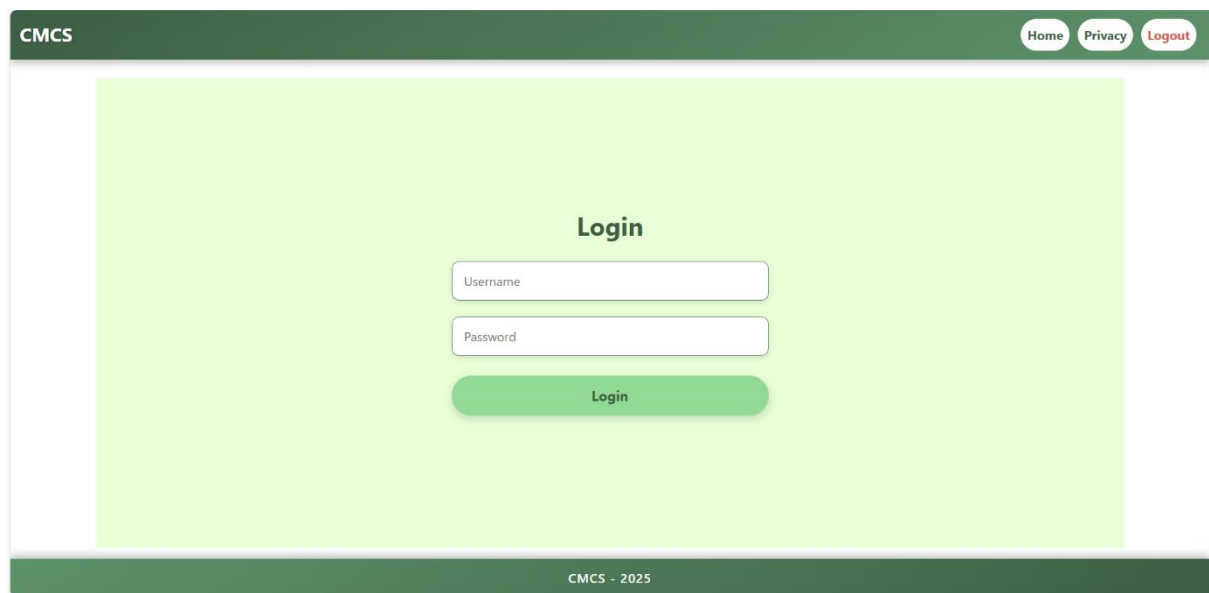 CMCS
Home Privacy Logout
Login
Username
Password
Login
CMCS - 2025